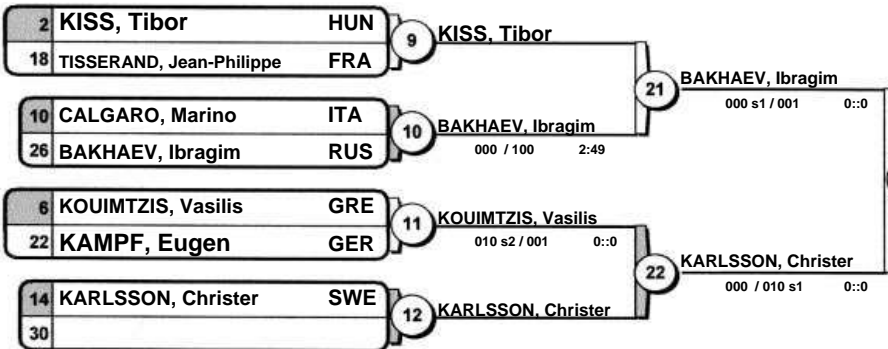 2 KISS, Tibor HUN
18 TISSERAND, Jean-Philippe FRA
9
KISS, Tibor
10 CALGARO, Marino ITA
26 BAKHAEV, Ibragim RUS
10
BAKHAEV, Ibragim
000 / 100 2:49
21
BAKHAEV, Ibragim
000 s1 / 001 0::0
6 KOUIMTZIS, Vasilis GRE
22 KAMPF, Eugen GER
11
KOUIMTZIS, Vasilis
010 s2 / 001 0::0
14 KARLSSON, Christer SWE
30
12
KARLSSON, Christer
22
KARLSSON, Christer
000 / 010 s1 0::0